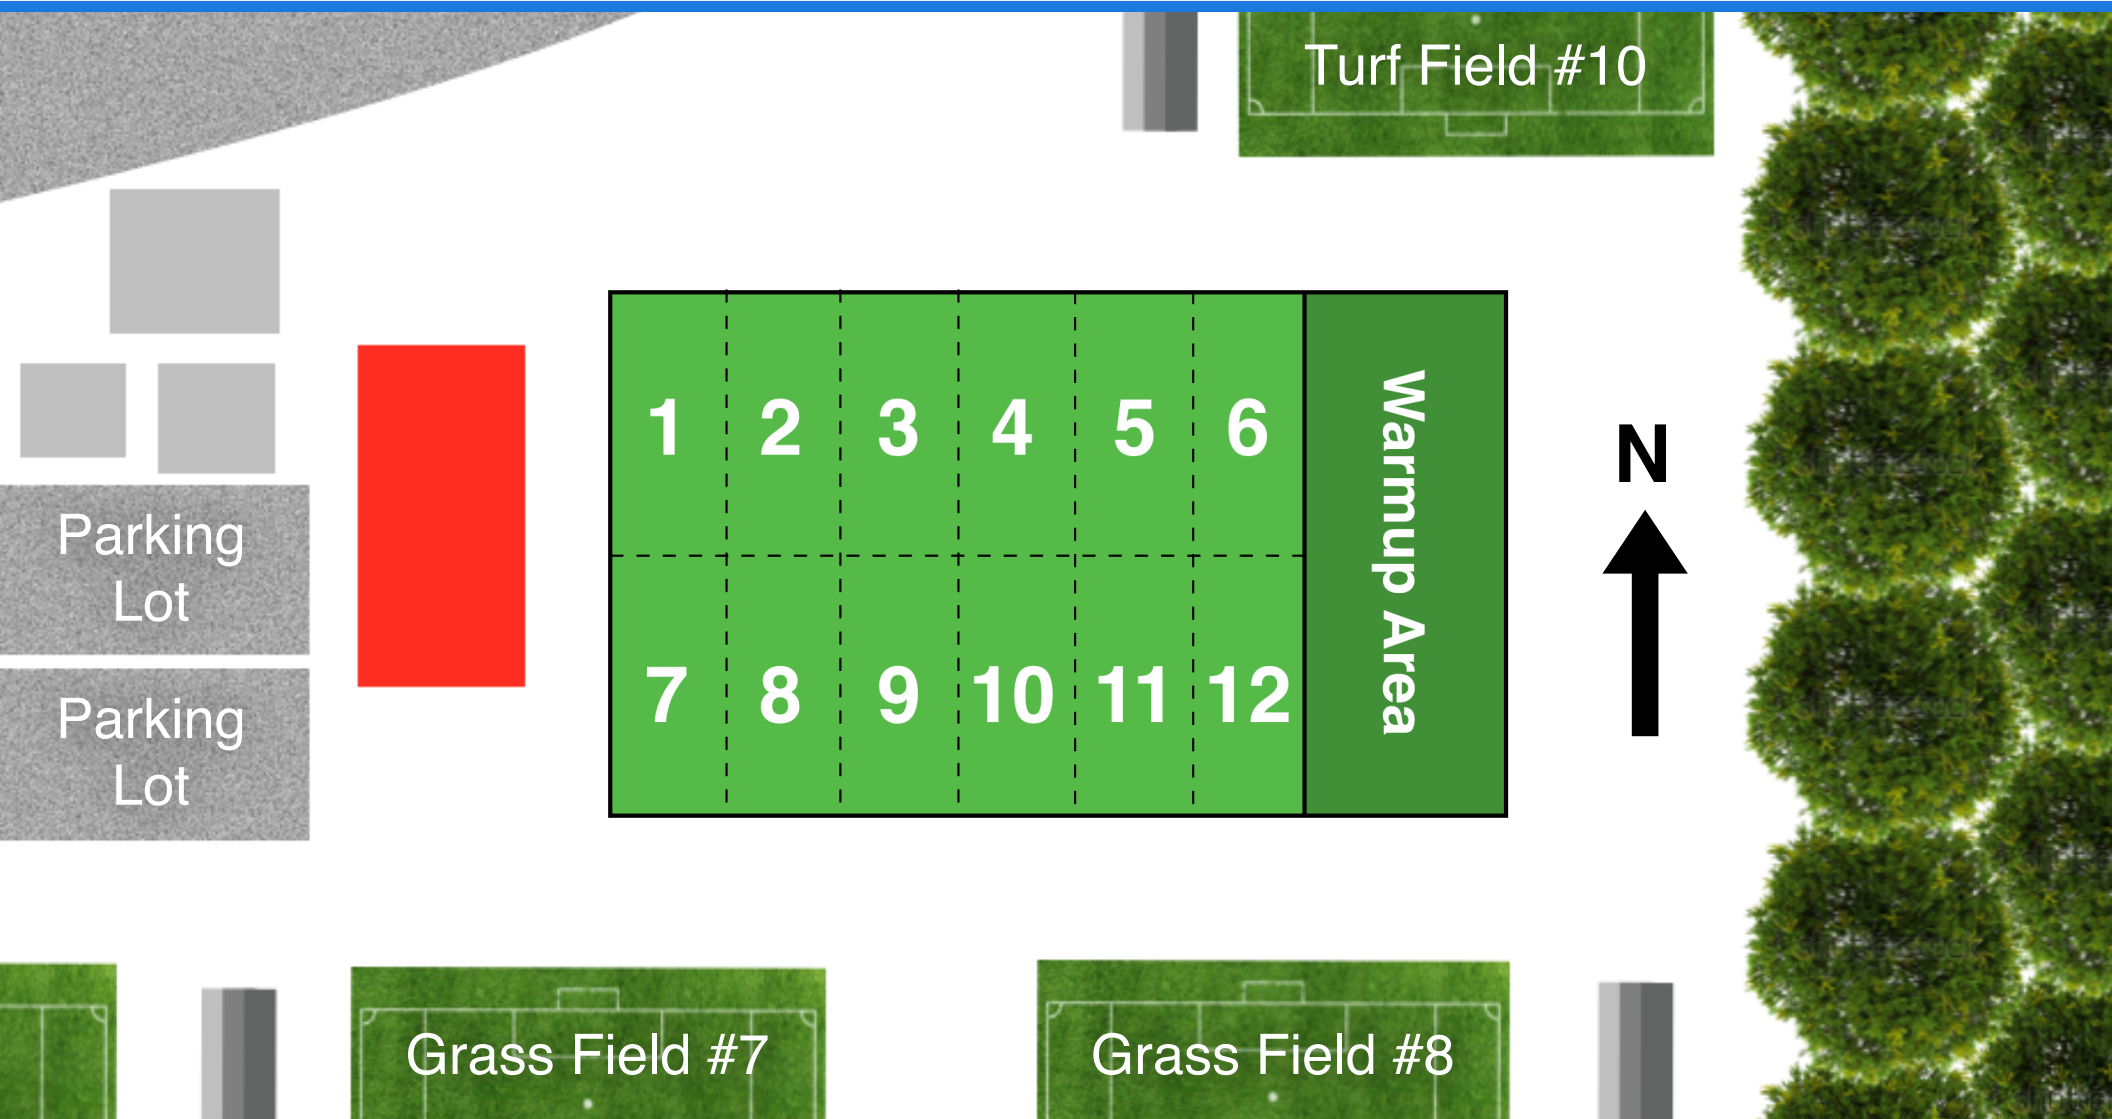 Turf Field #10
1 2 3 4 5 6
Warmup Area
N
Parking
Lot
7 8 9 10 11 12
Parking
Lot
Grass Field #7
Grass Field #8